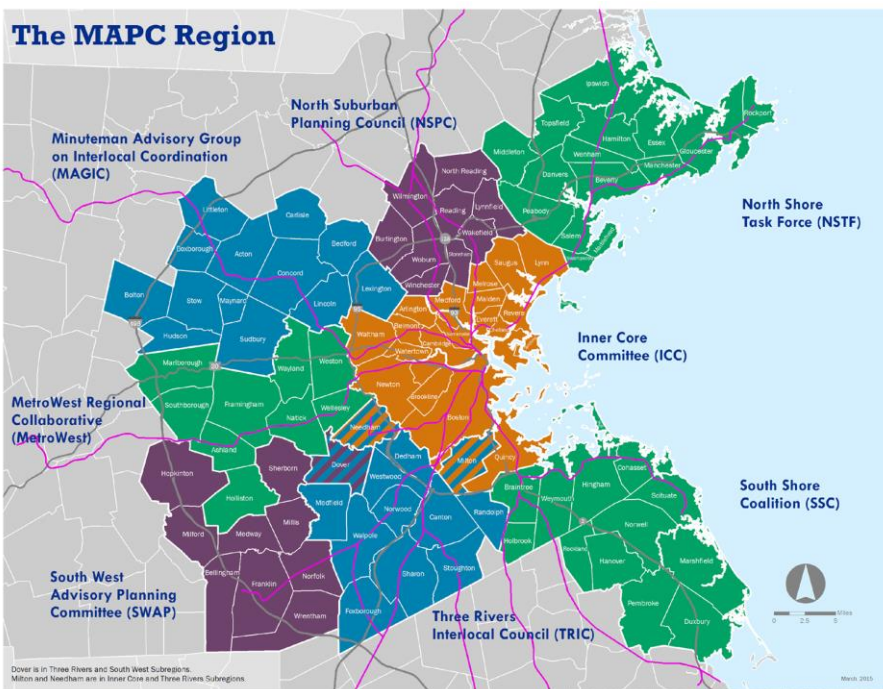 The MAPC Region
North Suburban
Planning Council (NSPC)
Minuteman Advisory Group
on Interlocal Coordination
(MAGIC)
North Shore
Task Force (NSTF)
Inner Core
Committee (ICC)
MetroWest Regional
Collaborative
(MetroWest)
South Shore
Coalition (SSC)
South West
Advisory Planning
Committee (SWAP)
Three Rivers
Interlocal Council (TRIC)
Ipswich
Rockport
Topsfield
Hamilton
Essex
Gloucester
Middleton
Wenham
Manchester
Danvers
Beverly
Peabody
Salem
Marblehead
North Reading
Wilmington
Reading
Lynnfield
Wakefield
Burlington
Woburn
Stoneham
Winchester
Littleton
Carlisle
Boxborough
Acton
Bedford
Concord
Lexington
Bolton
Stow
Maynard
Lincoln
Hudson
Sudbury
Saugus
Lynn
Melrose
Medford
Malden
Arlington
Revere
Everett
Belmont
Waltham
Cambridge
Watertown
Newton
Brookline
Boston
Needham
Milton
Quincy
Marlborough
Wayland
Weston
Southborough
Framingham
Natick
Wellesley
Ashland
Holliston
Hopkinton
Sherborn
Milford
Medway
Millis
Bellingham
Franklin
Norfolk
Wrentham
Dover
Dedham
Westwood
Medfield
Norwood
Canton
Randolph
Walpole
Sharon
Stoughton
Foxborough
Braintree
Weymouth
Hingham
Cohasset
Scituate
Holbrook
Rockland
Norwell
Hanover
Marshfield
Pembroke
Duxbury
0 2.5 5 Miles
Dover is in Three Rivers and South West Subregions.
Milton and Needham are in Inner Core and Three Rivers Subregions.
March, 2015